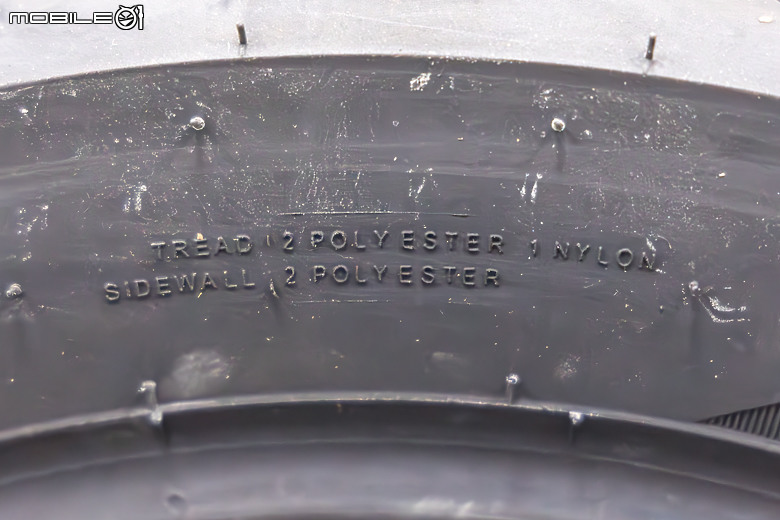 MOBILE01
TREAD 2 POLYESTER 1 NYLON
SIDEWALL 2 POLYESTER